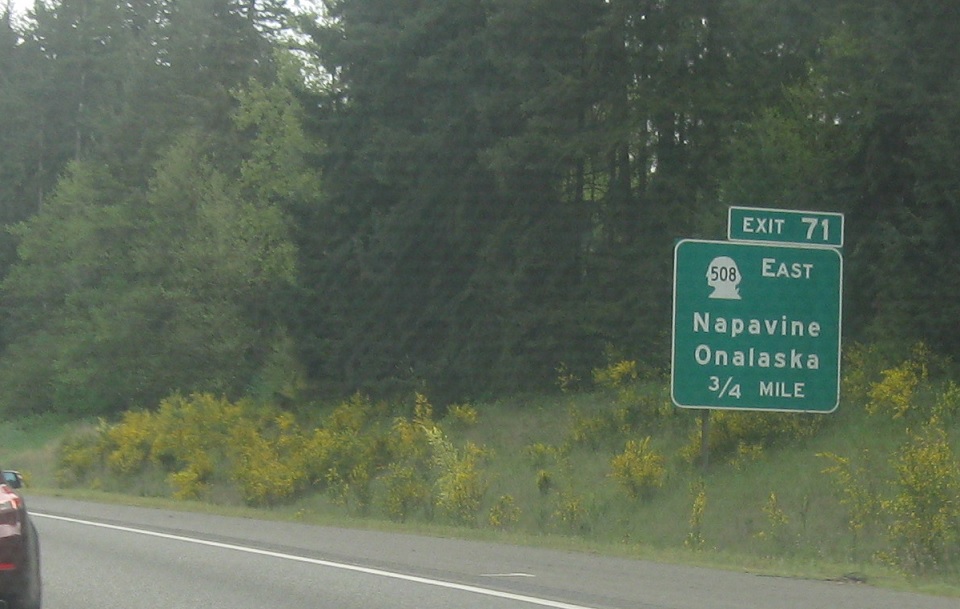 EXIT 71
508 EAST
Napavine
Onalaska
3/4 MILE